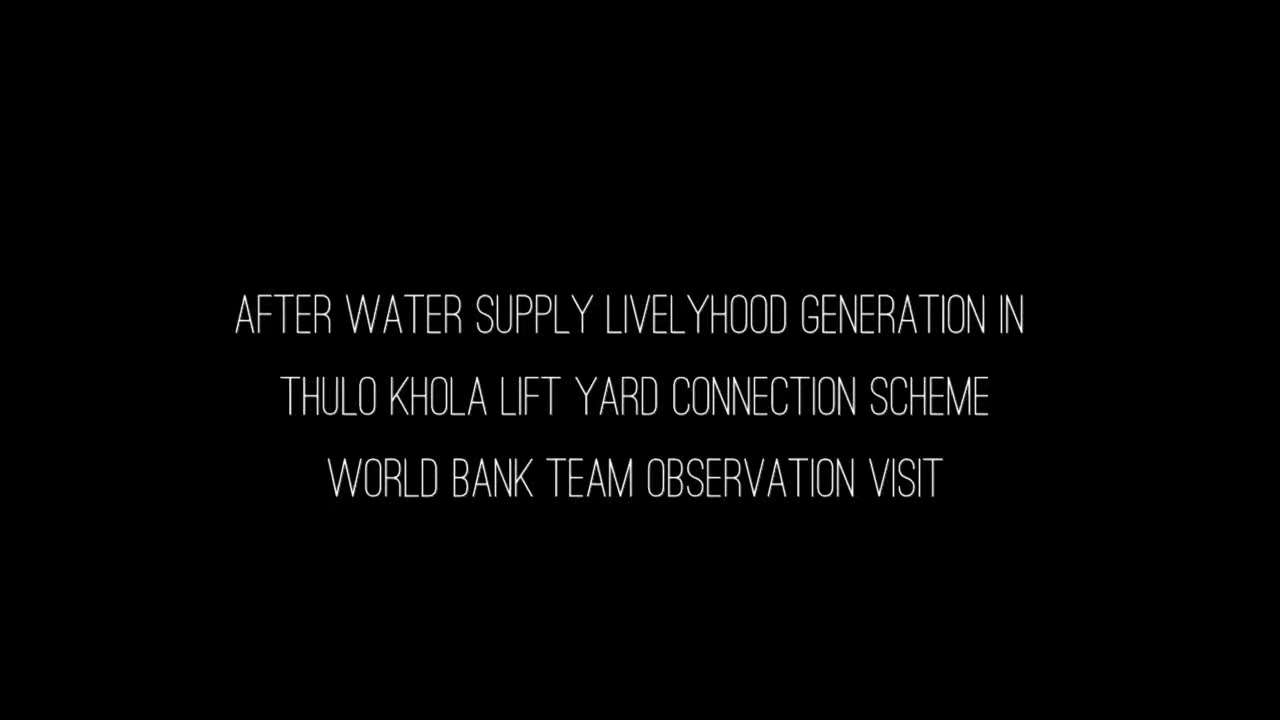 AFTER WATER SUPPLY LIVELYHOOD GENERATION IN
THULO KHOLA LIFT YARD CONNECTION SCHEME
WORLD BANK TEAM OBSERVATION VISIT